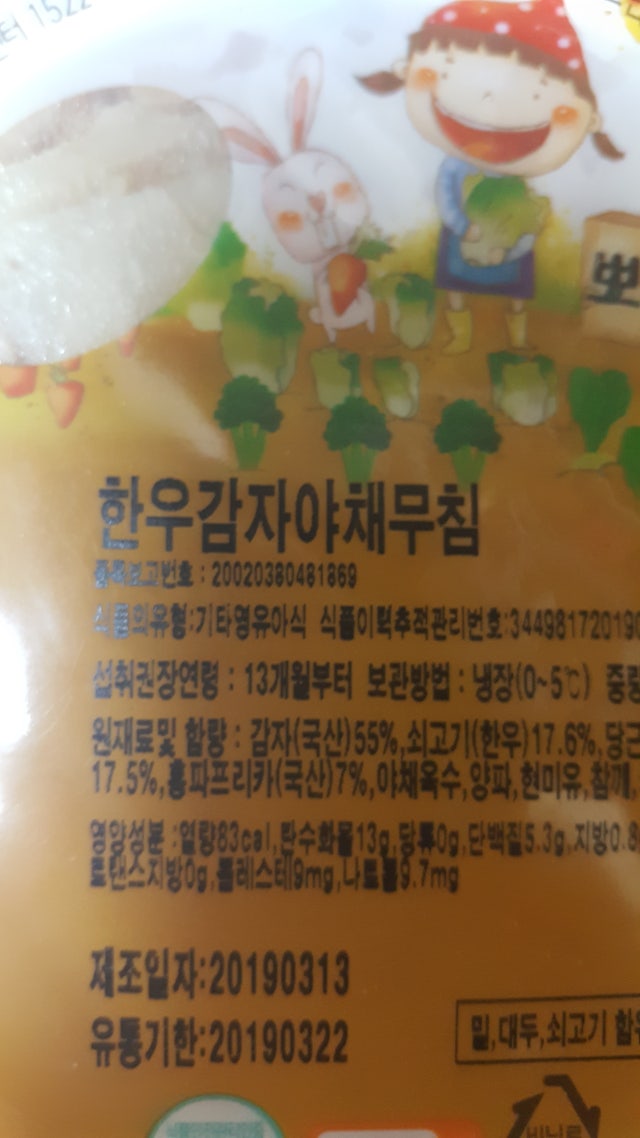 1522
뽀
한우감자야채무침
품목보고번호 : 20020380481869
식품의유형:기타영유아식 식품이력추적관리번호:344981720190
섭취권장연령 : 13개월부터 보관방법 : 냉장(0~5℃) 중량
원재료및 함량 : 감자(국산)55%,쇠고기(한우)17.6%,당근
17.5%,홍파프리카(국산)7%,야채육수,양파,현미유,참깨,
영양성분 :열량83cal,탄수화물13g,당류0g,단백질5.3g,지방0.8
트랜스지방0g,콜레스테9mg,나트륨9.7mg
제조일자:20190313
유통기한:20190322
밀,대두,쇠고기 함유
비닐류